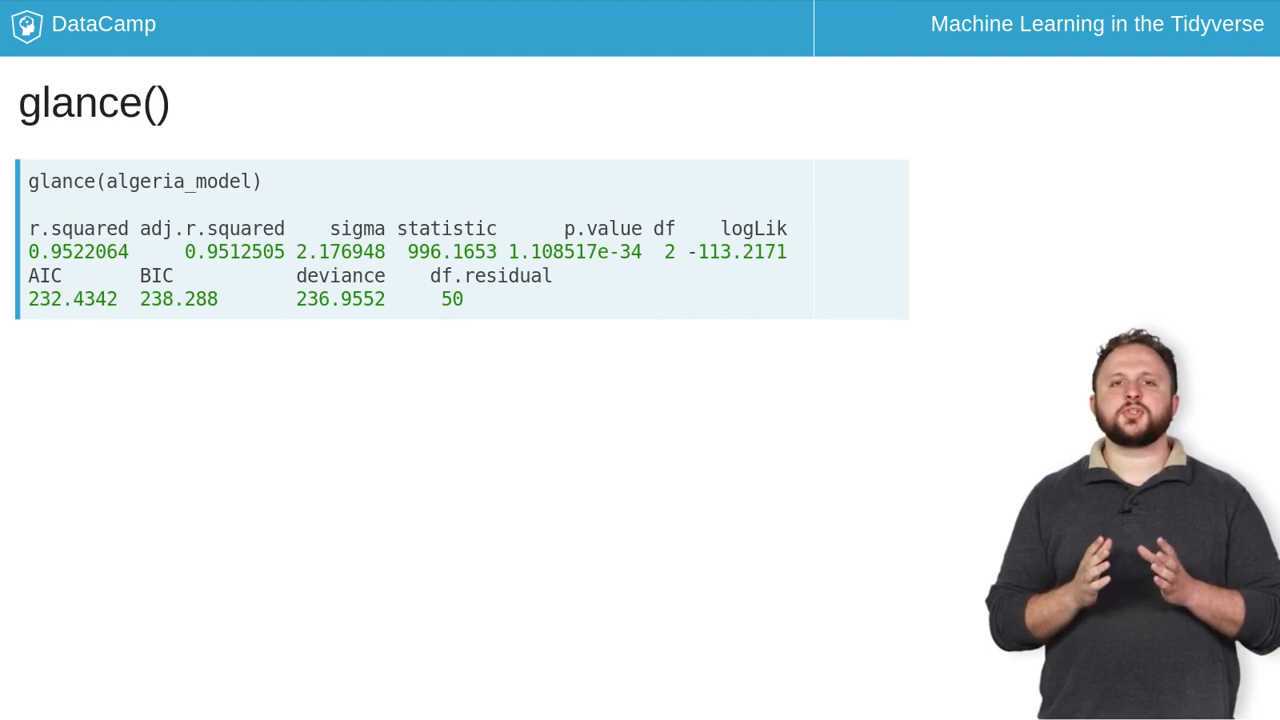 DataCamp
Machine Learning in the Tidyverse
glance()
glance(algeria_model)
r.squared adj.r.squared sigma statistic p.value df logLik
0.9522064 0.9512505 2.176948 996.1653 1.108517e-34 2 -113.2171
AIC BIC deviance df.residual
232.4342 238.288 236.9552 50